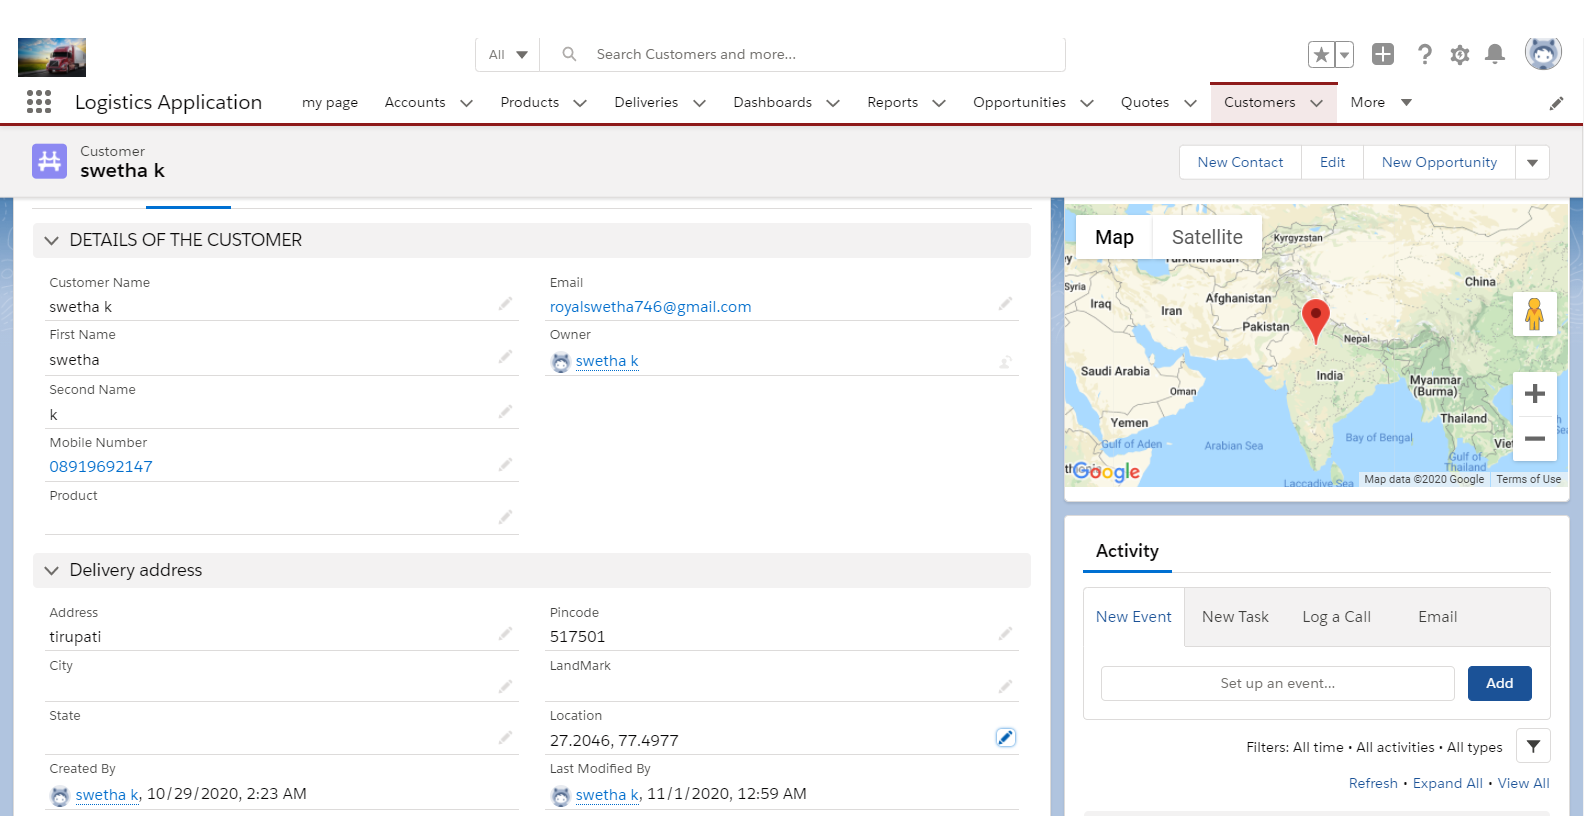 All
Search Customers and more...
Logistics Application
my page
Accounts
Products
Deliveries
Dashboards
Reports
Opportunities
Quotes
Customers
More
Customer
swetha k
New Contact
Edit
New Opportunity
DETAILS OF THE CUSTOMER
Customer Name
swetha k
Email
royalswetha746@gmail.com
First Name
swetha
Owner
swetha k
Second Name
k
Mobile Number
08919692147
Product
Delivery address
Address
tirupati
Pincode
517501
City
LandMark
State
Location
27.2046, 77.4977
Created By
swetha k, 10/29/2020, 2:23 AM
Last Modified By
swetha k, 11/1/2020, 12:59 AM
Map
Satellite
Kyrgyzstan
Turkmenistan
China
Syria
Iraq
Afghanistan
Iran
Pakistan
Nepal
Saudi Arabia
India
Oman
Myanmar
(Burma)
Thailand
Yemen
Gulf of Aden
Arabian Sea
Bay of Bengal
Gulf of
Thailand
Google
Laccadive Sea
Map data ©2020 Google
Terms of Use
Activity
New Event
New Task
Log a Call
Email
Set up an event...
Add
Filters: All time • All activities • All types
Refresh • Expand All • View All